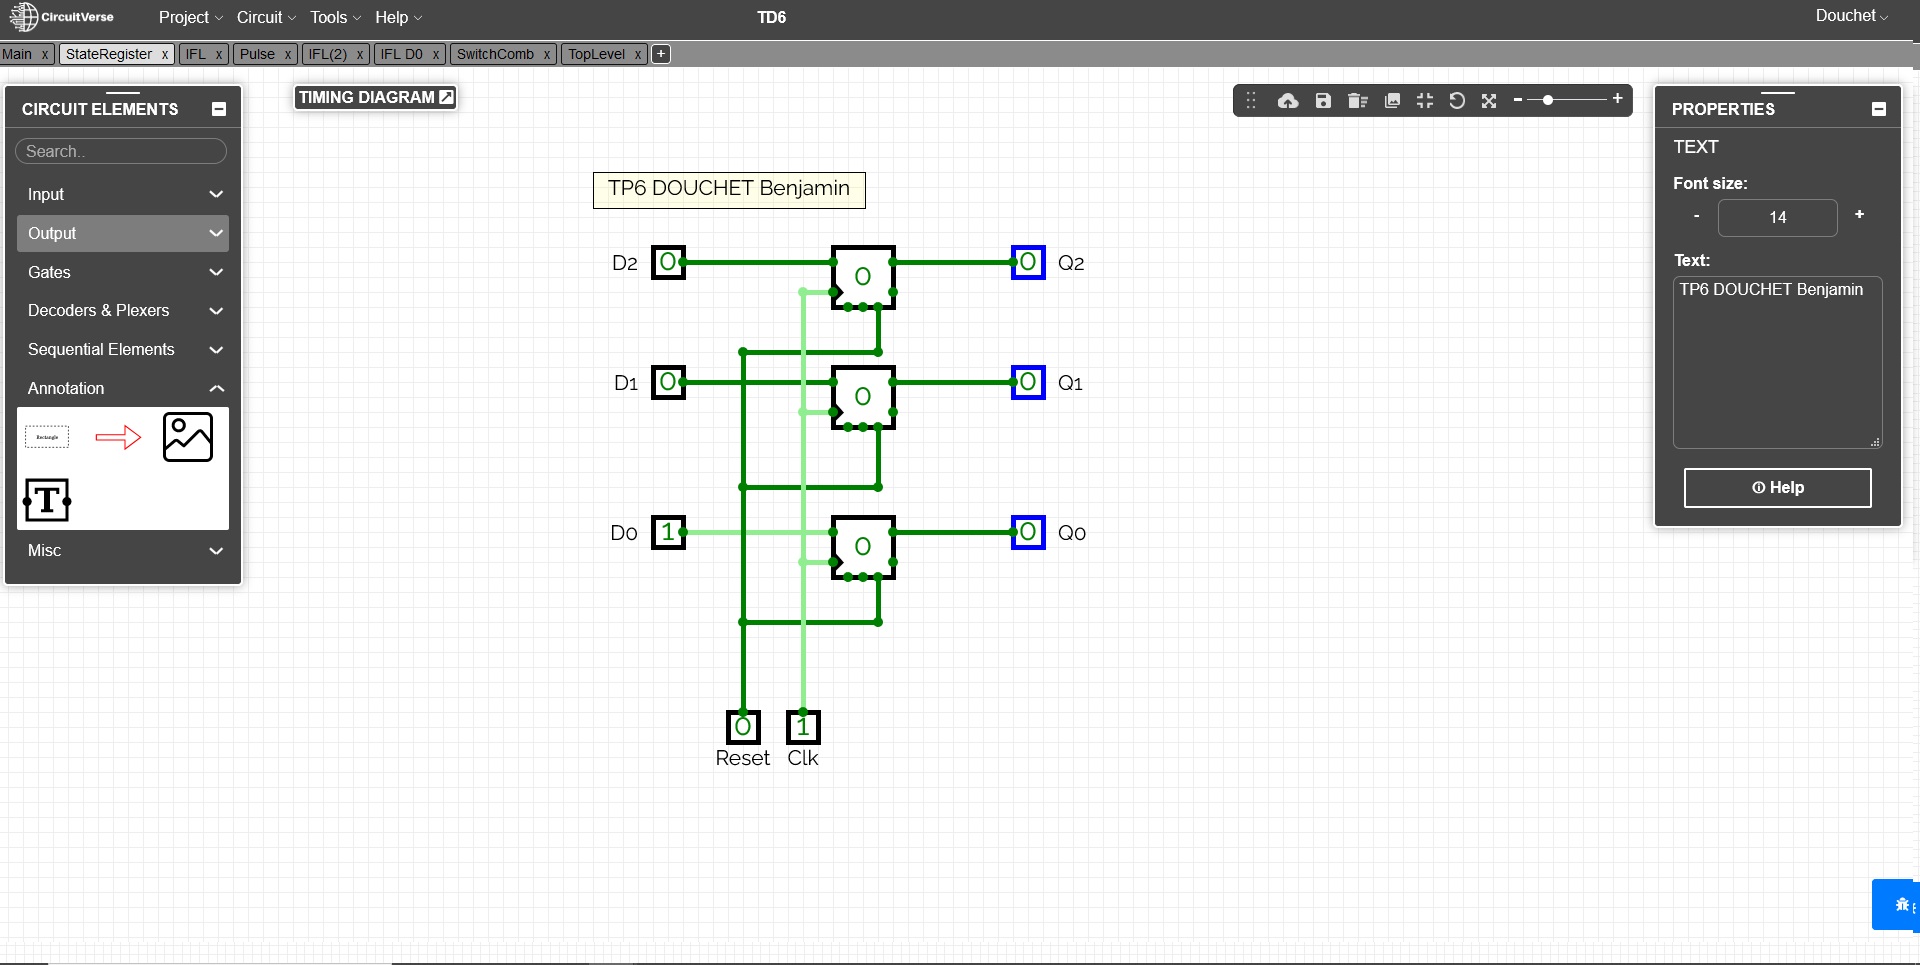 CircuitVerse Project Circuit Tools Help TD6 Douchet
Main x StateRegister x IFL x Pulse x IFL(2) x IFL D0 x SwitchComb x TopLevel x +
CIRCUIT ELEMENTS
Search..
Input
Output
Gates
Decoders & Plexers
Sequential Elements
Annotation
Rectangle
T
Misc
TIMING DIAGRAM
TP6 DOUCHET Benjamin
D2 0 0 0 Q2
D1 0 0 0 Q1
D0 1 0 0 Q0
0 1
Reset Clk
PROPERTIES
TEXT
Font size:
- 14 +
Text:
TP6 DOUCHET Benjamin
Help